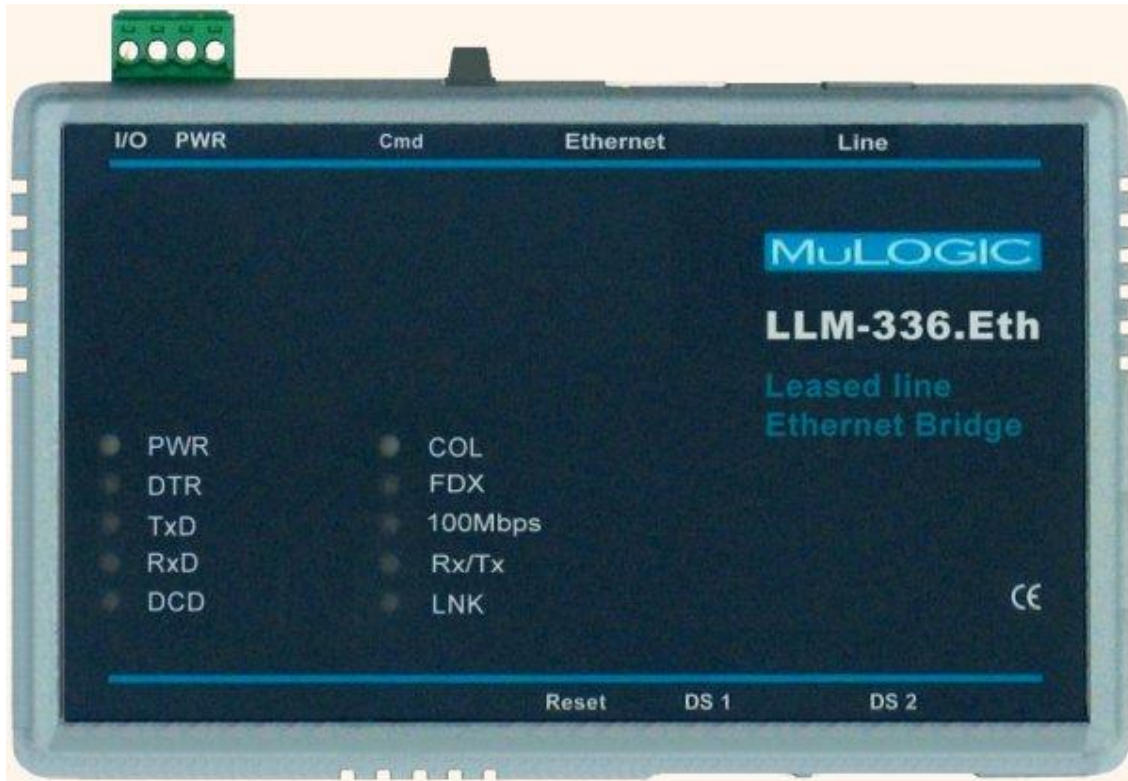 I/O PWR Cmd Ethernet Line
MuLOGIC
LLM-336.Eth
Leased line
Ethernet Bridge
PWR COL
DTR FDX
TxD 100Mbps
RxD Rx/Tx
DCD LNK
CE
Reset DS 1 DS 2